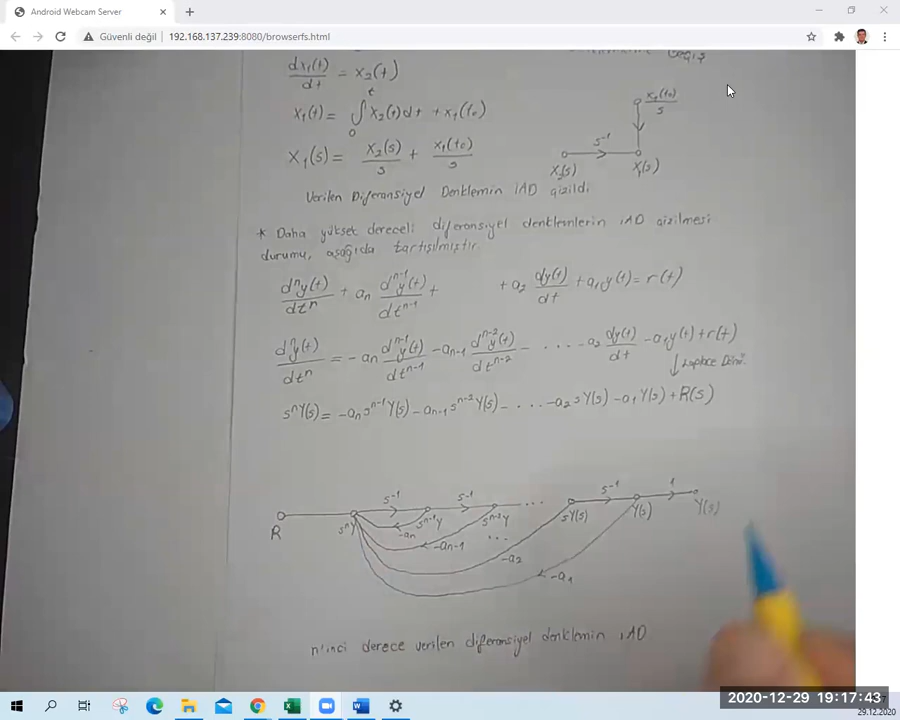 Android Webcam Server
Güvenli değil | 192.168.137.239:8080/browserfs.html
dx₁(t)/dt = x₂(t)
x₁(t) = ∫₀ᵗ x₂(t)dt + x₁(t₀)
X₁(s) = X₂(s)/s + x₁(t₀)/s
x₁(t₀)/s
s⁻¹
X₂(s) X₁(s)
Verilen Diferansiyel Denklemin İAD çizildi.
* Daha yüksek dereceli diferansiyel denklemlerin İAD çizilmesi
durumu, aşağıda tartışılmıştır.
dⁿy(t)/dtⁿ + aₙ dⁿ⁻¹y(t)/dtⁿ⁻¹ + + a₂ dy(t)/dt + a₁y(t) = r(t)
dⁿy(t)/dtⁿ = -aₙ dⁿ⁻¹y(t)/dtⁿ⁻¹ - aₙ₋₁ dⁿ⁻²y(t)/dtⁿ⁻² - .... - a₂ dy(t)/dt - a₁y(t) + r(t)
↓ Laplace Dönü.
sⁿY(s) = -aₙsⁿ⁻¹Y(s) - aₙ₋₁sⁿ⁻²Y(s) - ... - a₂sY(s) - a₁Y(s) + R(s)
s⁻¹ s⁻¹ ... s⁻¹ 1
R sⁿY sⁿ⁻¹Y sⁿ⁻²Y sY(s) Y(s) Y(s)
-aₙ
-aₙ₋₁ ...
-a₂
-a₁
n'inci derece verilen diferansiyel denklemin İAD
2020-12-29 19:17:43
29.12.2020